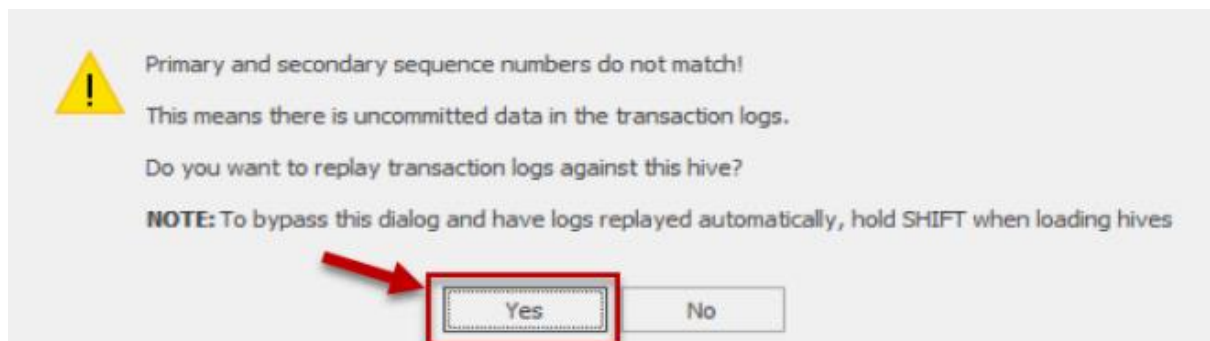 Primary and secondary sequence numbers do not match!
This means there is uncommitted data in the transaction logs.
Do you want to replay transaction logs against this hive?
NOTE: To bypass this dialog and have logs replayed automatically, hold SHIFT when loading hives
Yes No